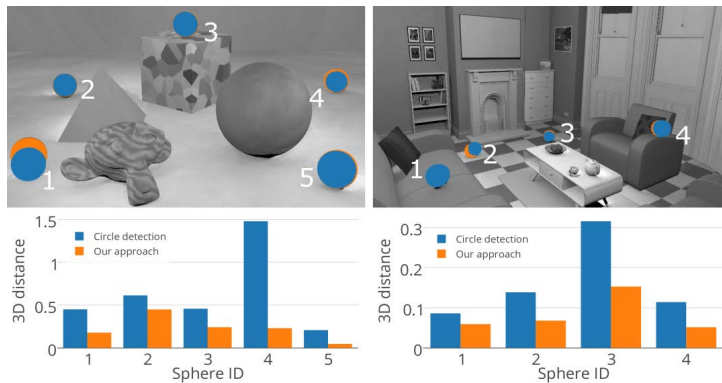 3
2
4
1
5
1
2
3
4
1.5
1
0.5
0
3D distance
Circle detection
Our approach
1 2 3 4 5
Sphere ID
0.3
0.2
0.1
0
3D distance
Circle detection
Our approach
1 2 3 4
Sphere ID